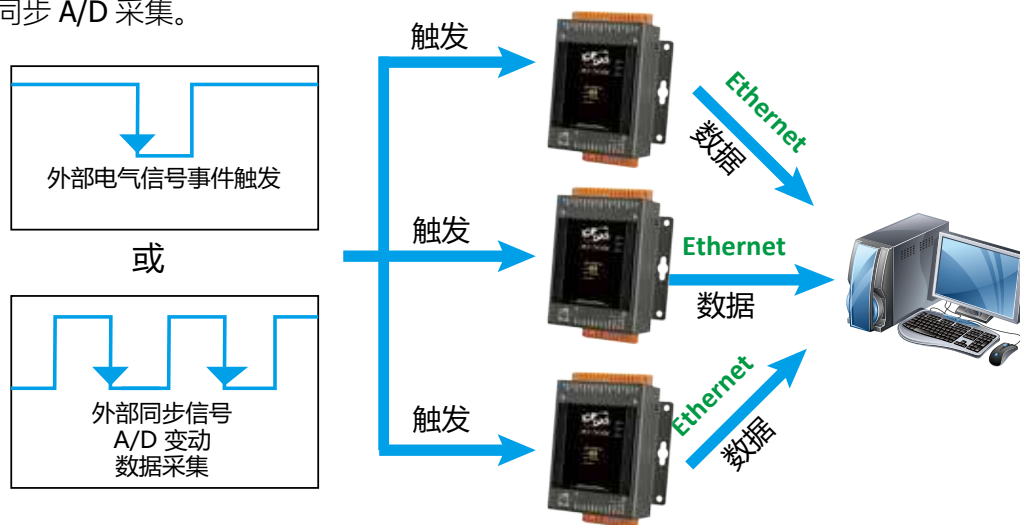 同步 A/D 采集。
外部电气信号事件触发
或
外部同步信号
A/D 变动
数据采集
触发
Ethernet
数据
触发
Ethernet
数据
触发
Ethernet
数据